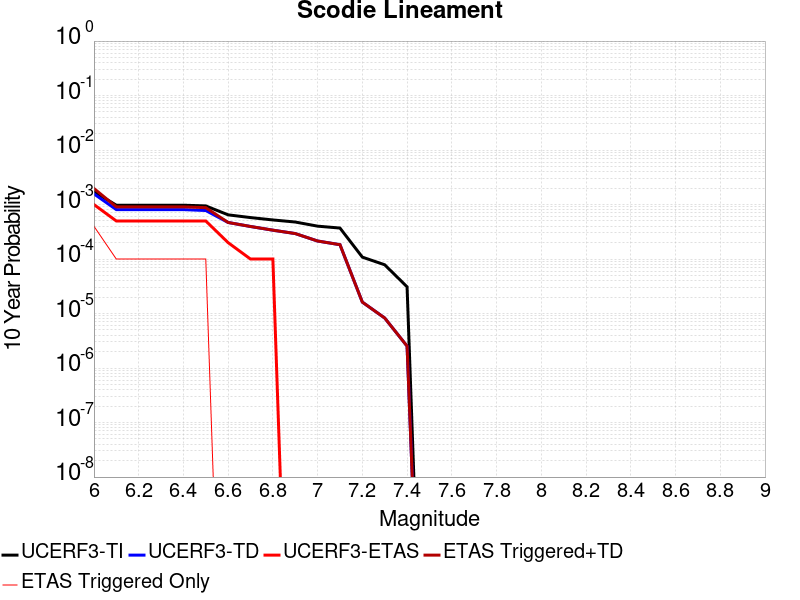 Scodie Lineament
10 0
10 -1
10 -2
10 -3
10 -4
10 -5
10 -6
10 -7
10 -8
10 Year Probability
6 6.2 6.4 6.6 6.8 7 7.2 7.4 7.6 7.8 8 8.2 8.4 8.6 8.8 9
Magnitude
UCERF3-TI UCERF3-TD UCERF3-ETAS ETAS Triggered+TD
ETAS Triggered Only